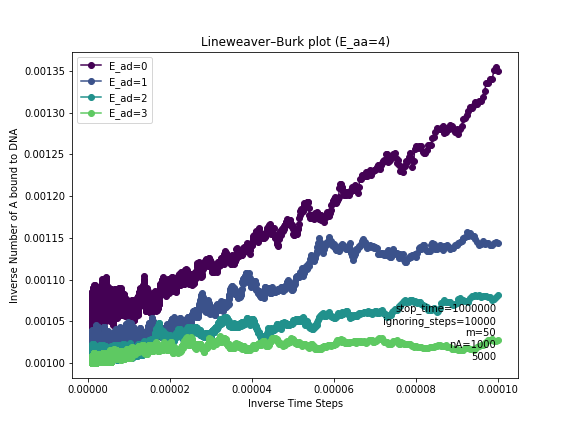 Lineweaver–Burk plot (E_aa=4)
E_ad=0
E_ad=1
E_ad=2
E_ad=3
Inverse Number of A bound to DNA
0.00135
0.00130
0.00125
0.00120
0.00115
0.00110
0.00105
0.00100
stop_time=1000000
ignoring_steps=10000
m=50
nA=1000
5000
0.00000
0.00002
0.00004
0.00006
0.00008
0.00010
Inverse Time Steps